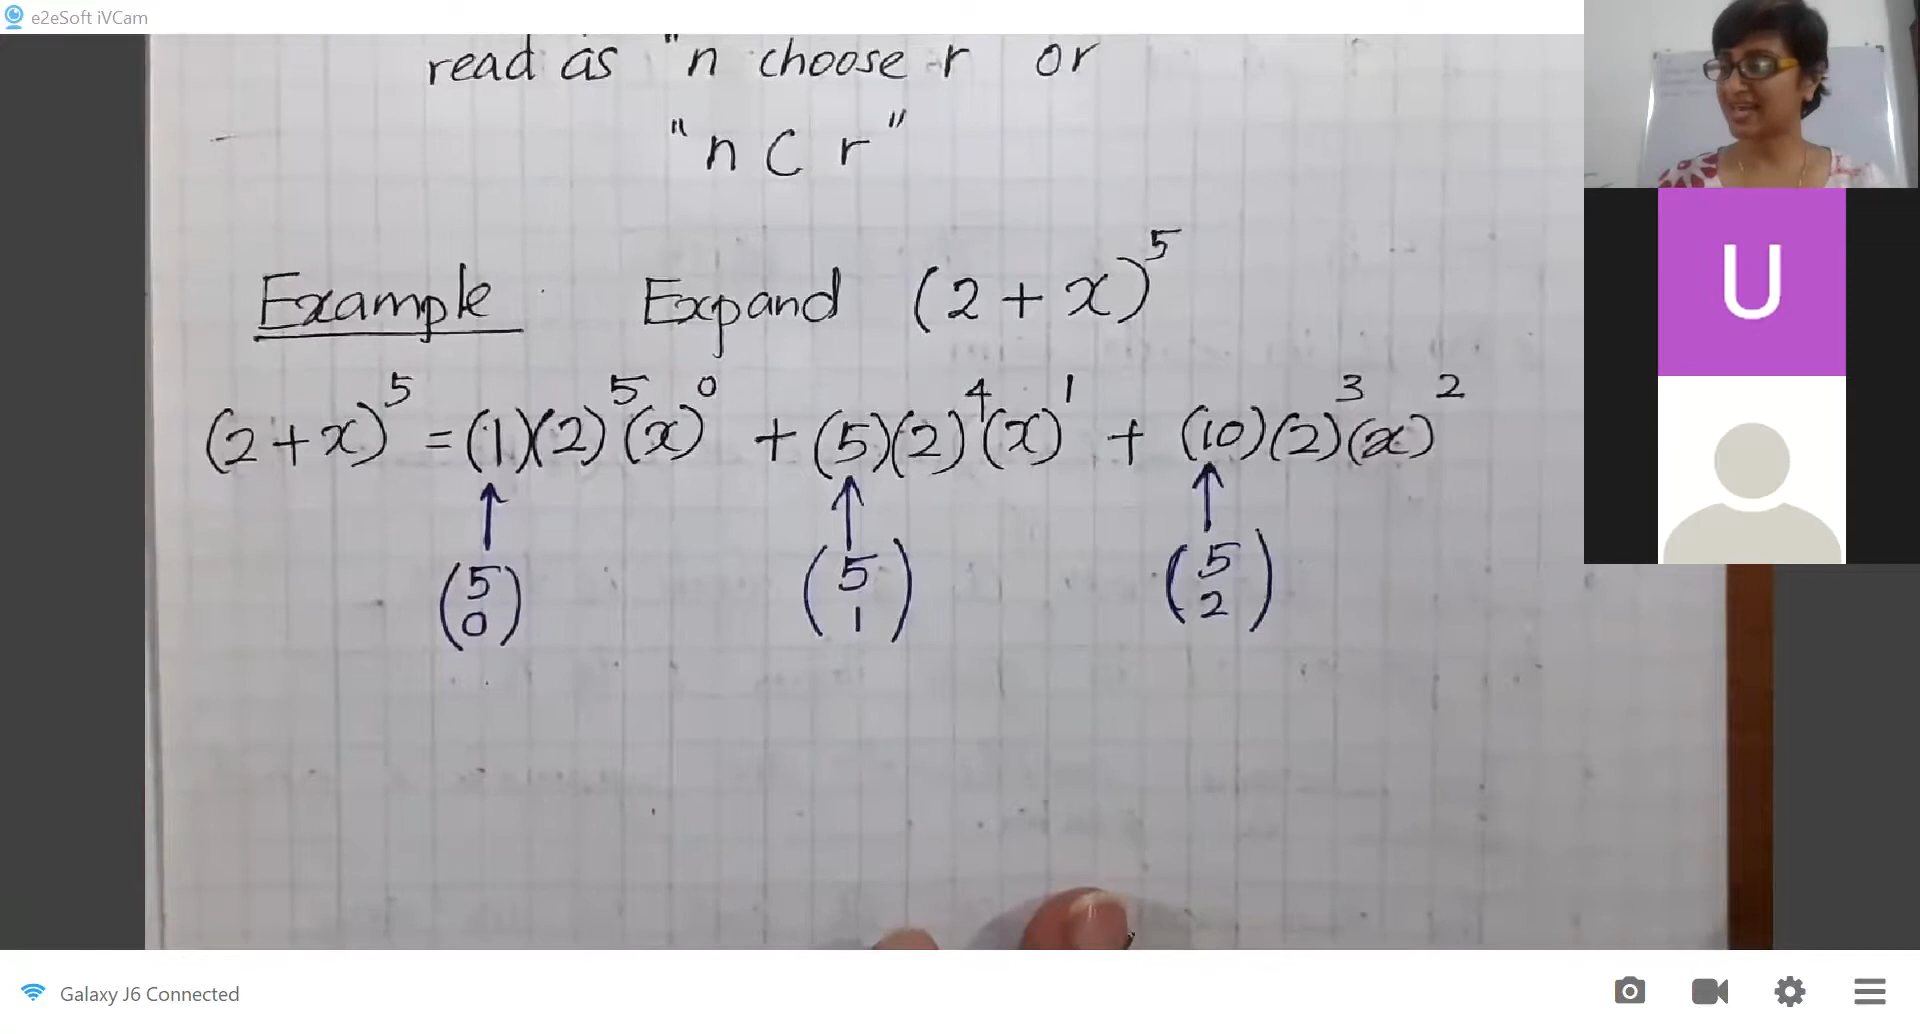 e2eSoft iVCam
read as "n choose r or
"n C r"
Example Expand (2 + x)⁵
(2 + x)⁵ = (1)(2)⁵(x)⁰ + (5)(2)⁴(x)¹ + (10)(2)³(x)²
(5 0) (5 1) (5 2)
U
Galaxy J6 Connected